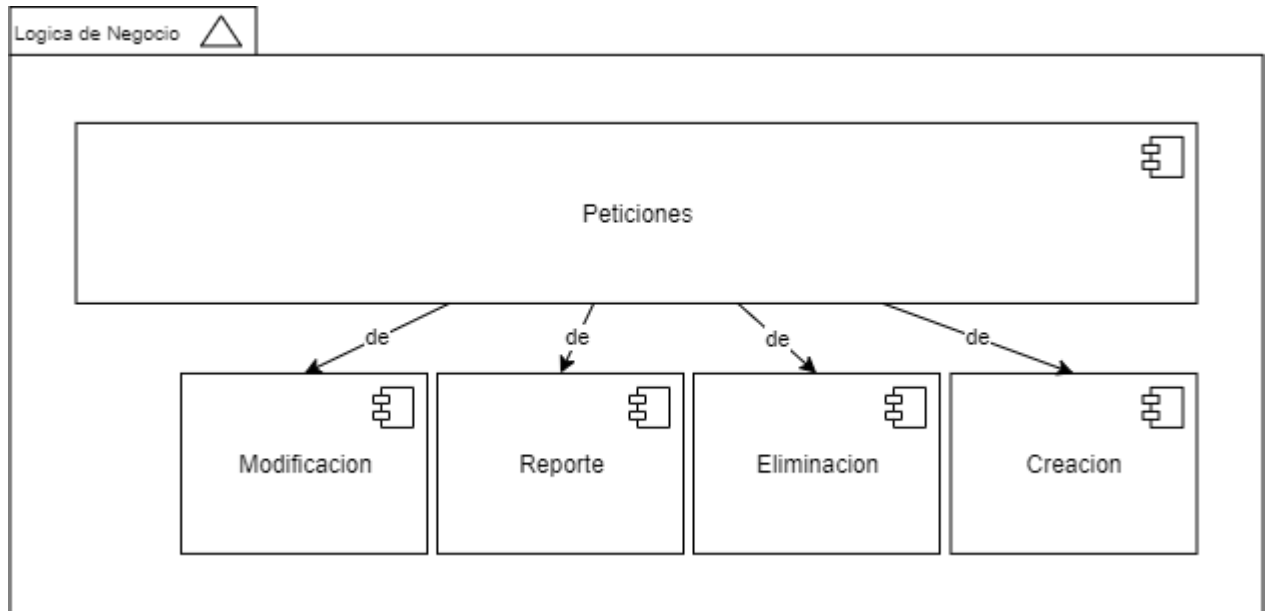 Logica de Negocio
Peticiones
de
de
de
de
Modificacion
Reporte
Eliminacion
Creacion